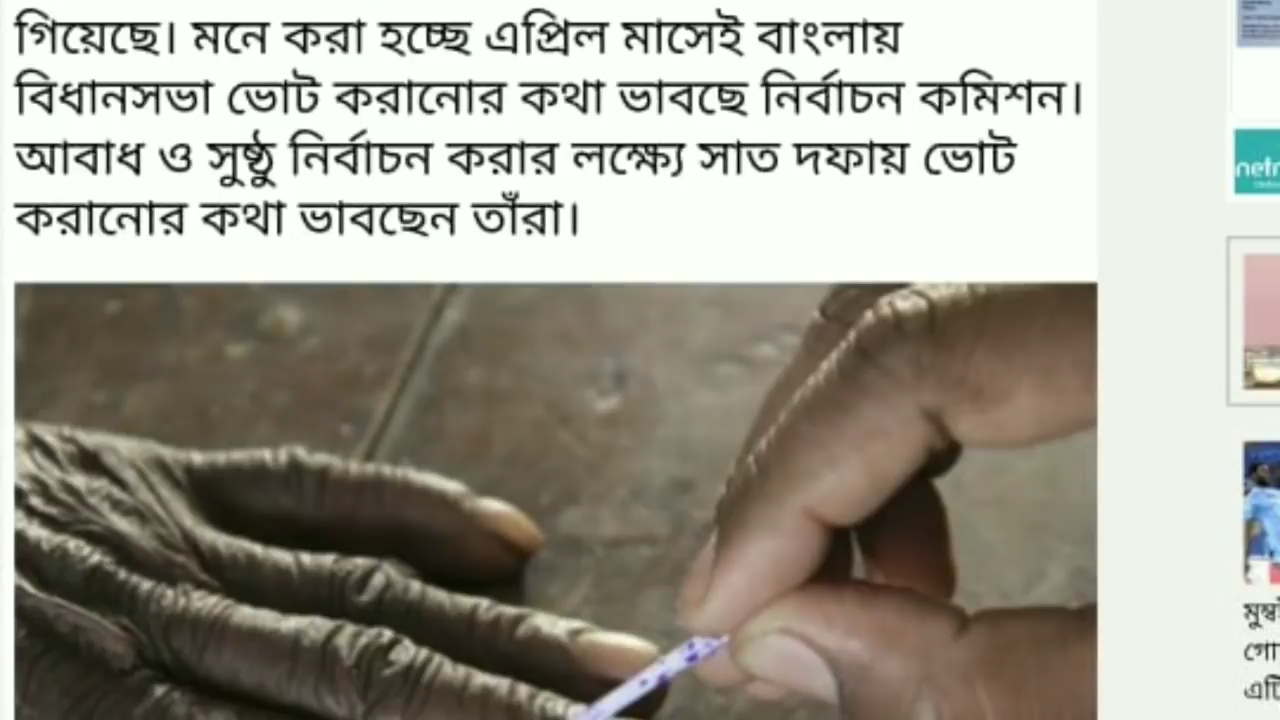 গিয়েছে। মনে করা হচ্ছে এপ্রিল মাসেই বাংলায়
বিধানসভা ভোট করানোর কথা ভাবছে নির্বাচন কমিশন।
আবাধ ও সুষ্ঠু নির্বাচন করার লক্ষ্যে সাত দফায় ভোট
করানোর কথা ভাবছেন তাঁরা।